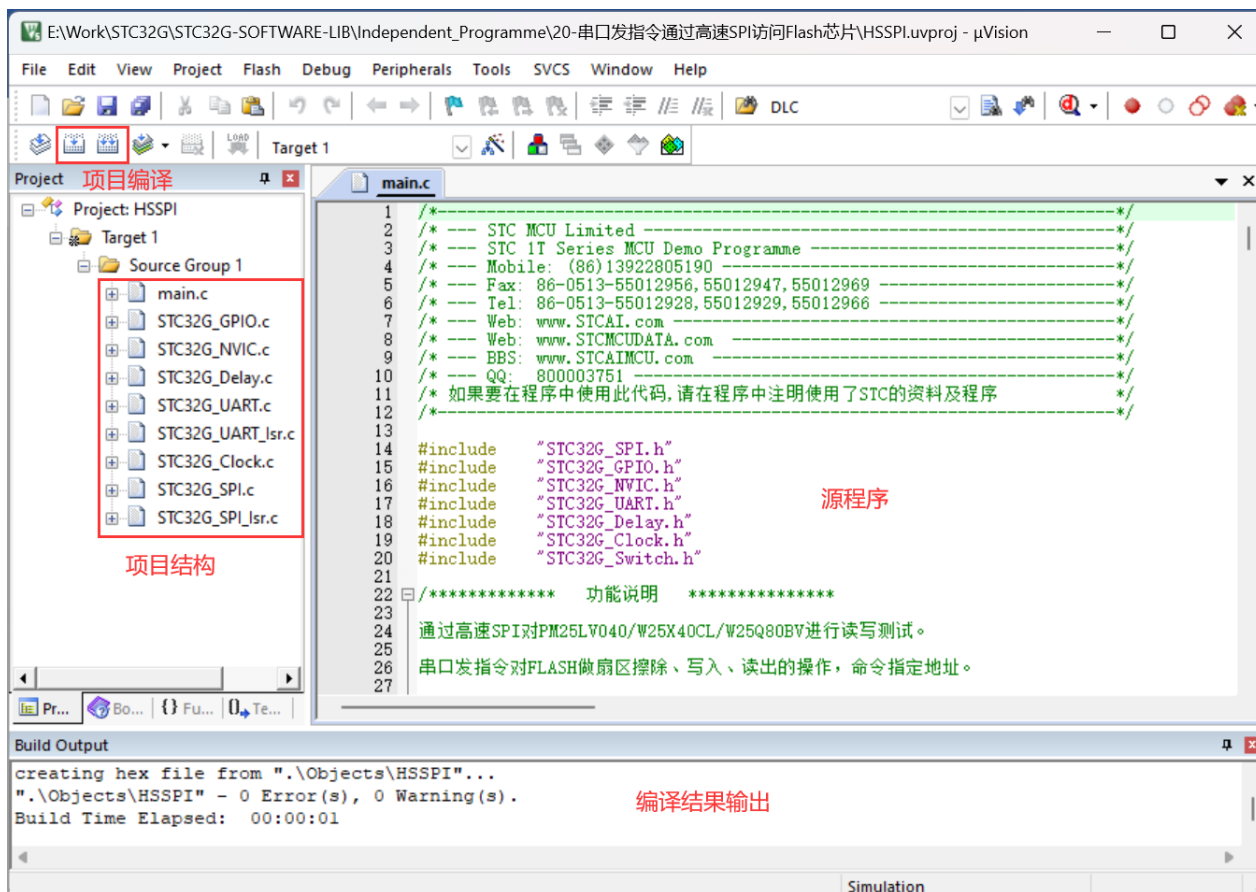 E:\Work\STC32G\STC32G-SOFTWARE-LIB\Independent_Programme\20-串口发指令通过高速SPI访问Flash芯片\HSSPI.uvproj - µVision
File Edit View Project Flash Debug Peripherals Tools SVCS Window Help
DLC
LOAD
Target 1
Project
项目编译
Project: HSSPI
Target 1
Source Group 1
main.c
STC32G_GPIO.c
STC32G_NVIC.c
STC32G_Delay.c
STC32G_UART.c
STC32G_UART_Isr.c
STC32G_Clock.c
STC32G_SPI.c
STC32G_SPI_Isr.c
项目结构
Pr... Bo... {} Fu... Te...
main.c
1 /*---------------------------------------------------------------------*/
2 /* --- STC MCU Limited ------------------------------------------------*/
3 /* --- STC 1T Series MCU Demo Programme -------------------------------*/
4 /* --- Mobile: (86)13922805190 ----------------------------------------*/
5 /* --- Fax: 86-0513-55012956,55012947,55012969 ------------------------*/
6 /* --- Tel: 86-0513-55012928,55012929,55012966 ------------------------*/
7 /* --- Web: www.STCAI.com ---------------------------------------------*/
8 /* --- Web: www.STCMCUDATA.com  ---------------------------------------*/
9 /* --- BBS: www.STCAIMCU.com  -----------------------------------------*/
10 /* --- QQ:  800003751 -------------------------------------------------*/
11 /* 如果要在程序中使用此代码,请在程序中注明使用了STC的资料及程序            */
12 /*---------------------------------------------------------------------*/
13
14 #include "STC32G_SPI.h"
15 #include "STC32G_GPIO.h"
16 #include "STC32G_NVIC.h"
17 #include "STC32G_UART.h"
18 #include "STC32G_Delay.h"
19 #include "STC32G_Clock.h"
20 #include "STC32G_Switch.h"
21
22 /************* 功能说明 ***************
23
24 通过高速SPI对PM25LV040/W25X40CL/W25Q80BV进行读写测试。
25
26 串口发指令对FLASH做扇区擦除、写入、读出的操作，命令指定地址。
27
源程序
Build Output
creating hex file from ".\Objects\HSSPI"...
".\Objects\HSSPI" - 0 Error(s), 0 Warning(s).
Build Time Elapsed:  00:00:01
编译结果输出
Simulation